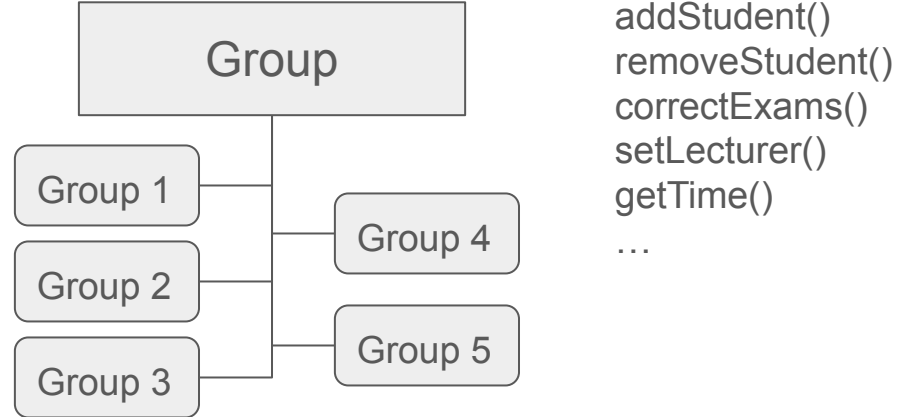 Group
Group 1
Group 2
Group 3
Group 4
Group 5
addStudent()
removeStudent()
correctExams()
setLecturer()
getTime()
…